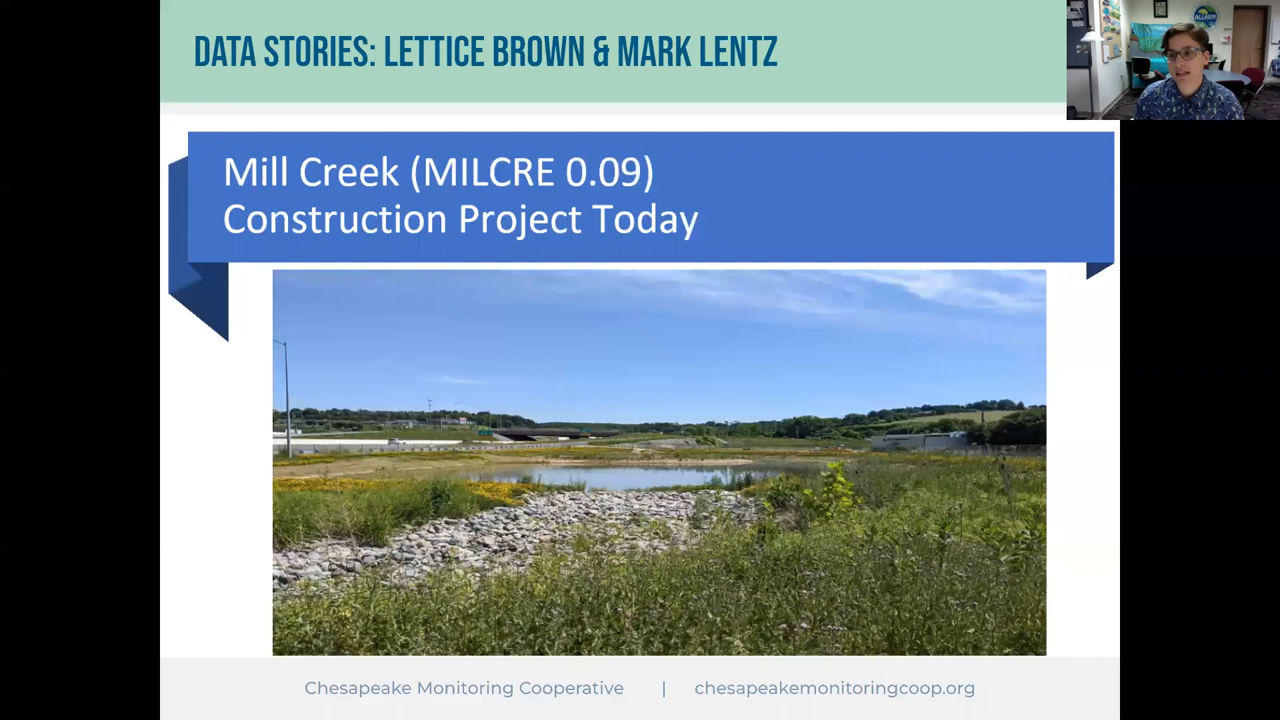 DATA STORIES: LETTICE BROWN & MARK LENTZ
ALLARM
Mill Creek (MILCRE 0.09)
Construction Project Today
Chesapeake Monitoring Cooperative | chesapeakemonitoringcoop.org